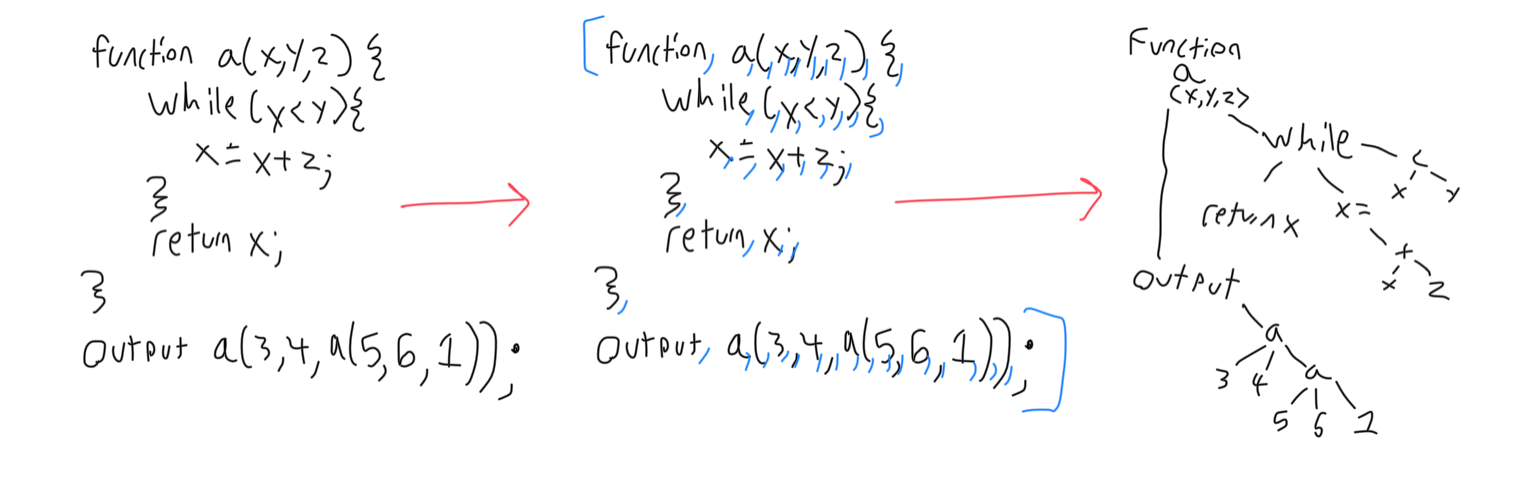 function a(x,y,z) {
while (x<y){
x = x+z;
}
return x;
}
output a(3,4,a(5,6,1));
[function, a,(,x,,,y,,,z,),{,
while,(,x,<,y,),{,
x,=,x,+,z,;,
},
return,x,;,
},
output,a,(,3,,,4,,,a,(,5,,,6,,,1,),),;]
Function
a
(x,y,z)
while
<
x y
return x
x=
+
x z
output
a
3 4 a
5 6 1